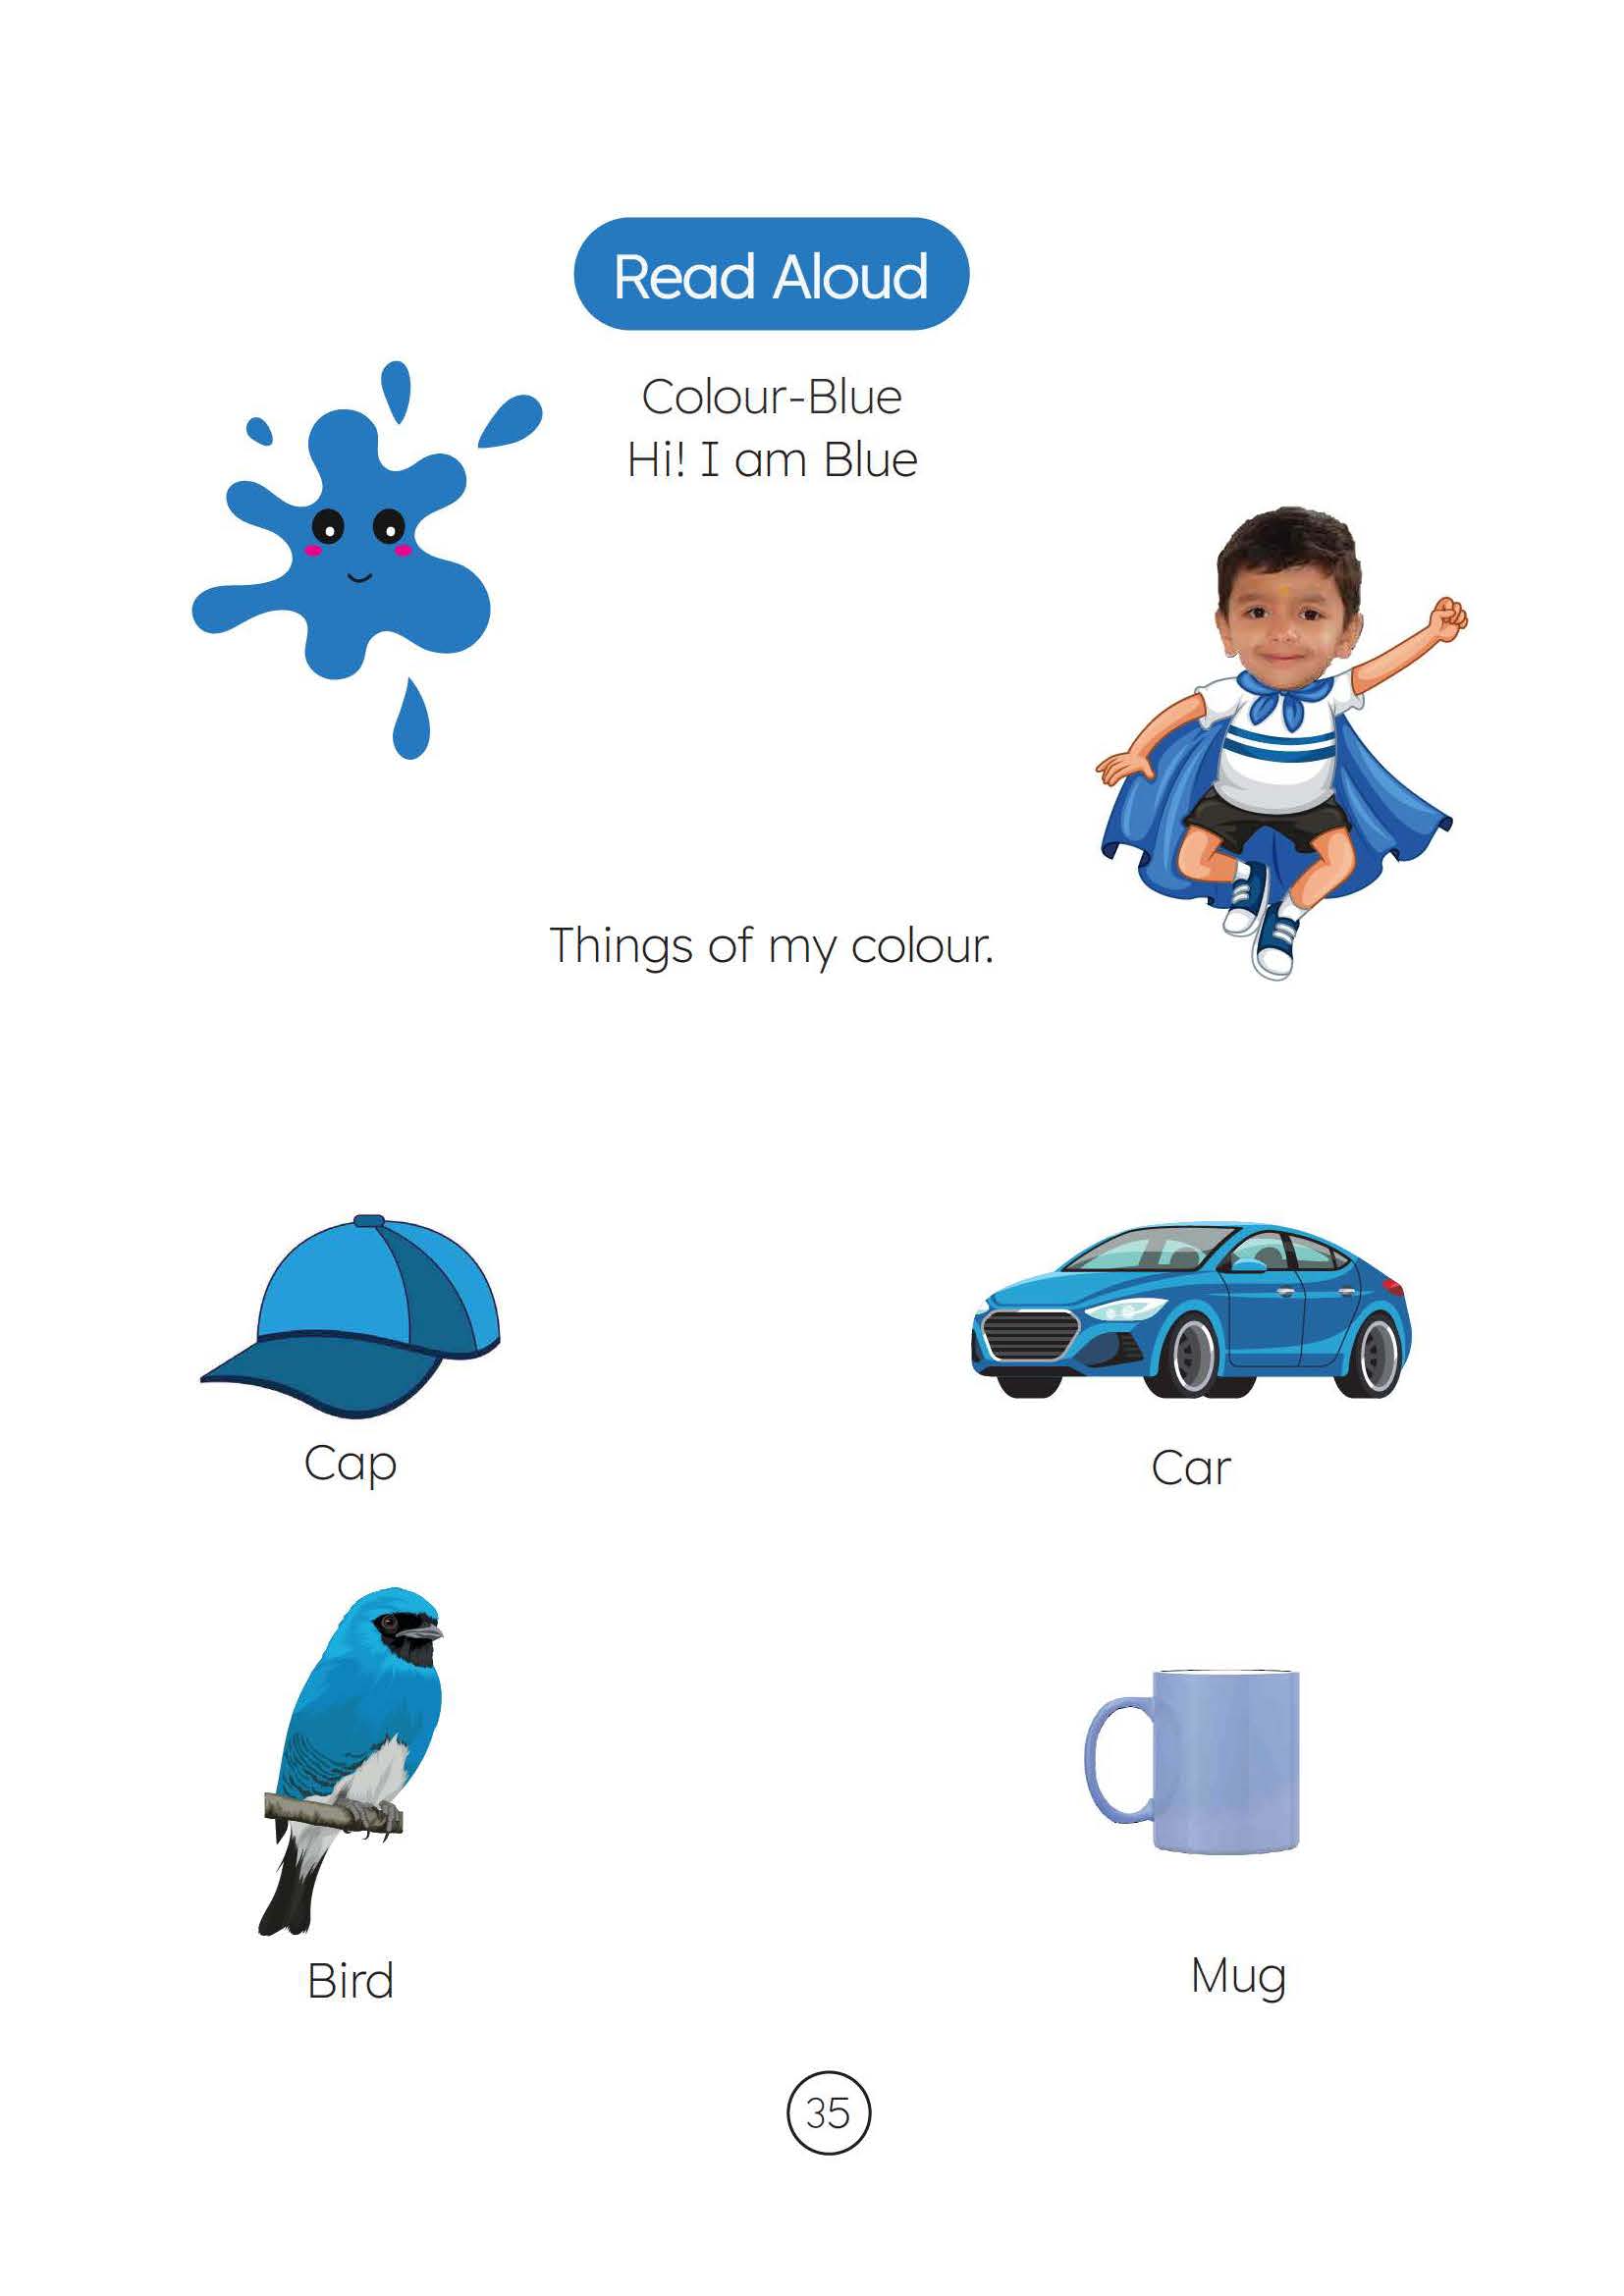 Read Aloud
Colour-Blue
Hi! I am Blue
Things of my colour.
Cap
Car
Bird
Mug
35